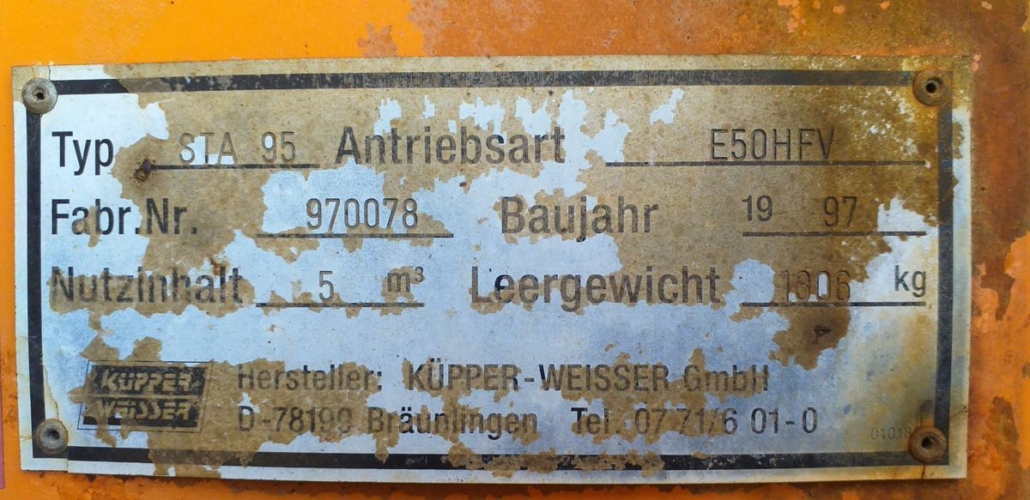 Typ STA 95 Antriebsart E50HFV
Fabr.Nr. 970078 Baujahr 19 97
Nutzinhalt 5 m³ Leergewicht 1306 kg
KÜPPER
WEISSER
Hersteller: KÜPPER-WEISSER GmbH
D-78199 Bräunlingen Tel. 07 71/6 01-0